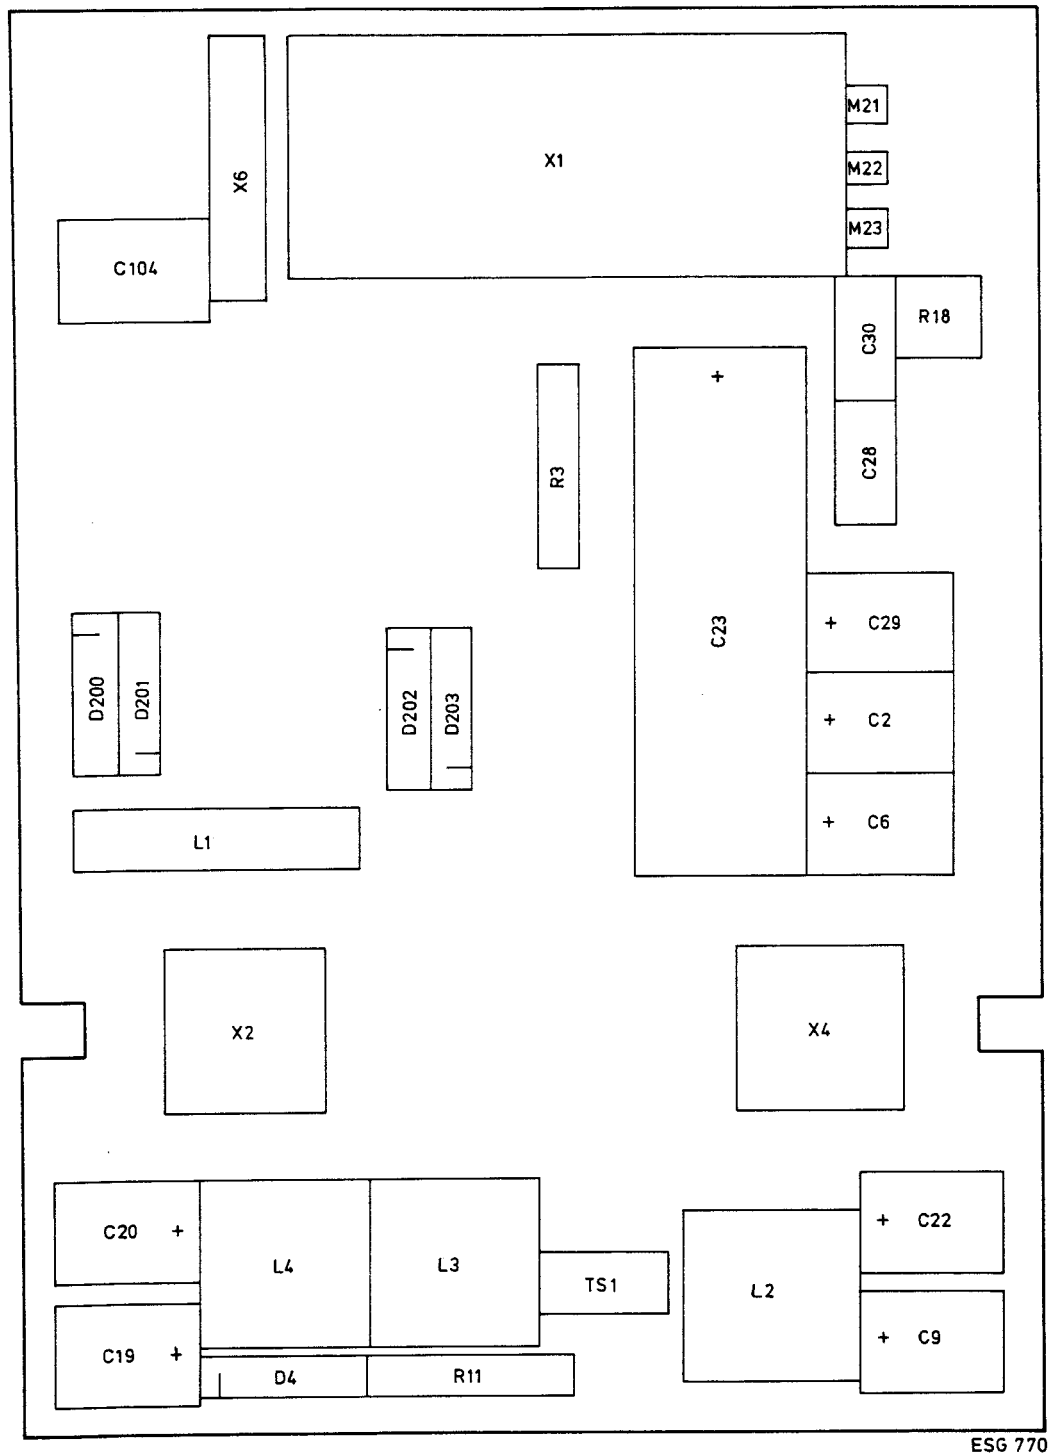 M21
X1
M22
X6
M23
C104
R18
C30
+
C28
R3
+ C29
C23
D200
D201
D202
D203
+ C2
+ C6
L1
X2
X4
C20 +
+ C22
L4
L3
TS1
L2
C19 +
+ C9
D4
R11
ESG 770